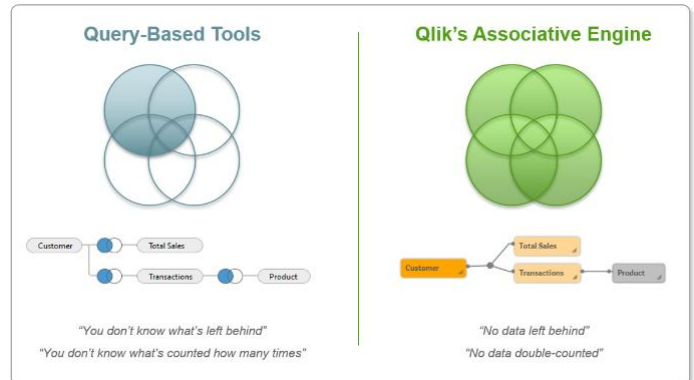 Query-Based Tools
Customer
Total Sales
Transactions
Product
“You don’t know what’s left behind”
“You don’t know what’s counted how many times”
Qlik’s Associative Engine
Customer
Total Sales
Transactions
Product
“No data left behind”
“No data double-counted”